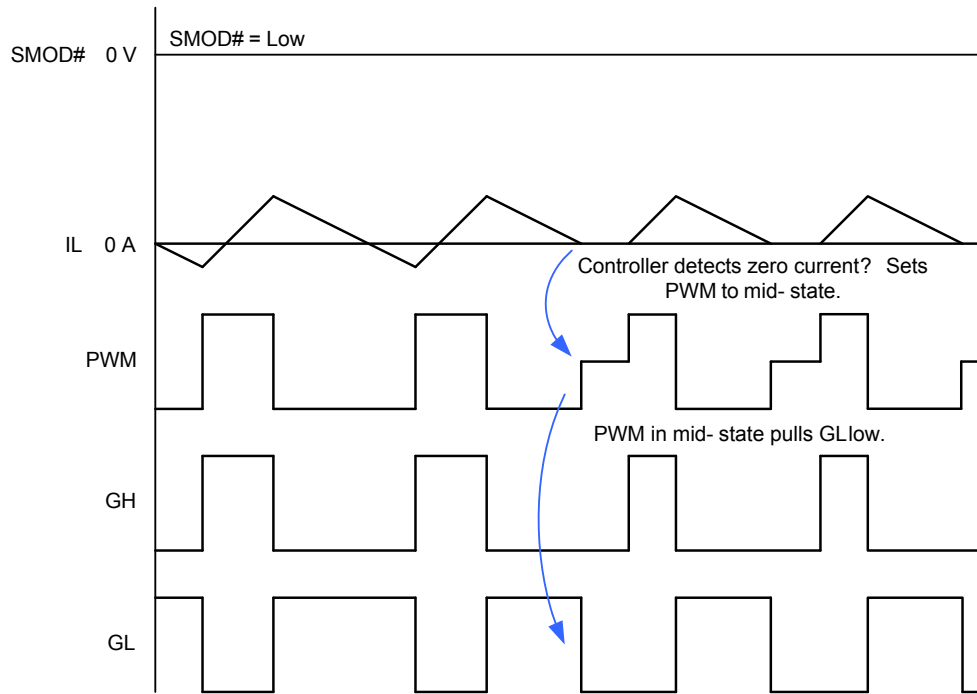 SMOD# = Low
SMOD# 0 V
IL 0 A
Controller detects zero current? Sets
PWM to mid- state.
PWM
PWM in mid- state pulls GLlow.
GH
GL